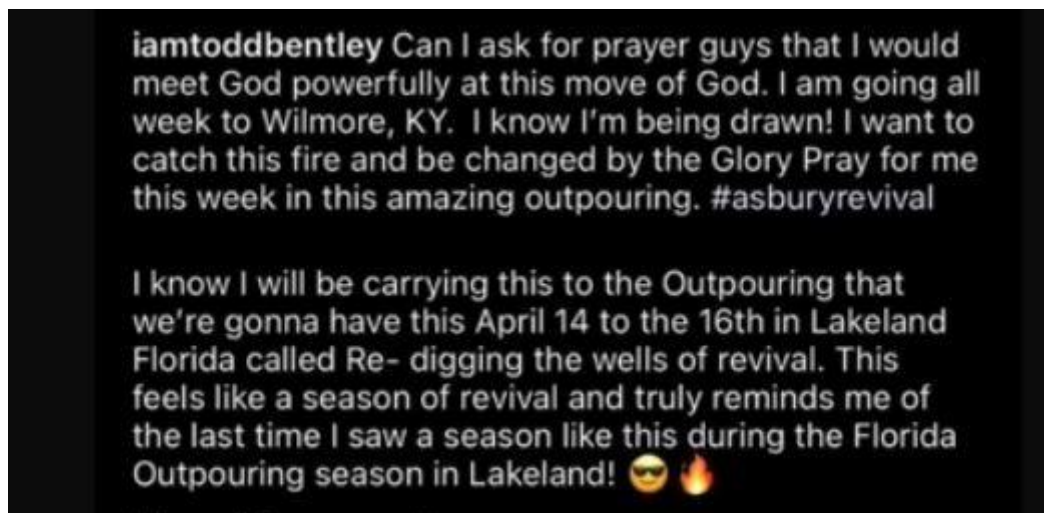 iamtoddbentley Can I ask for prayer guys that I would
meet God powerfully at this move of God. I am going all
week to Wilmore, KY.  I know I'm being drawn! I want to
catch this fire and be changed by the Glory Pray for me
this week in this amazing outpouring. #asburyrevival
I know I will be carrying this to the Outpouring that
we're gonna have this April 14 to the 16th in Lakeland
Florida called Re- digging the wells of revival. This
feels like a season of revival and truly reminds me of
the last time I saw a season like this during the Florida
Outpouring season in Lakeland! 😎🔥